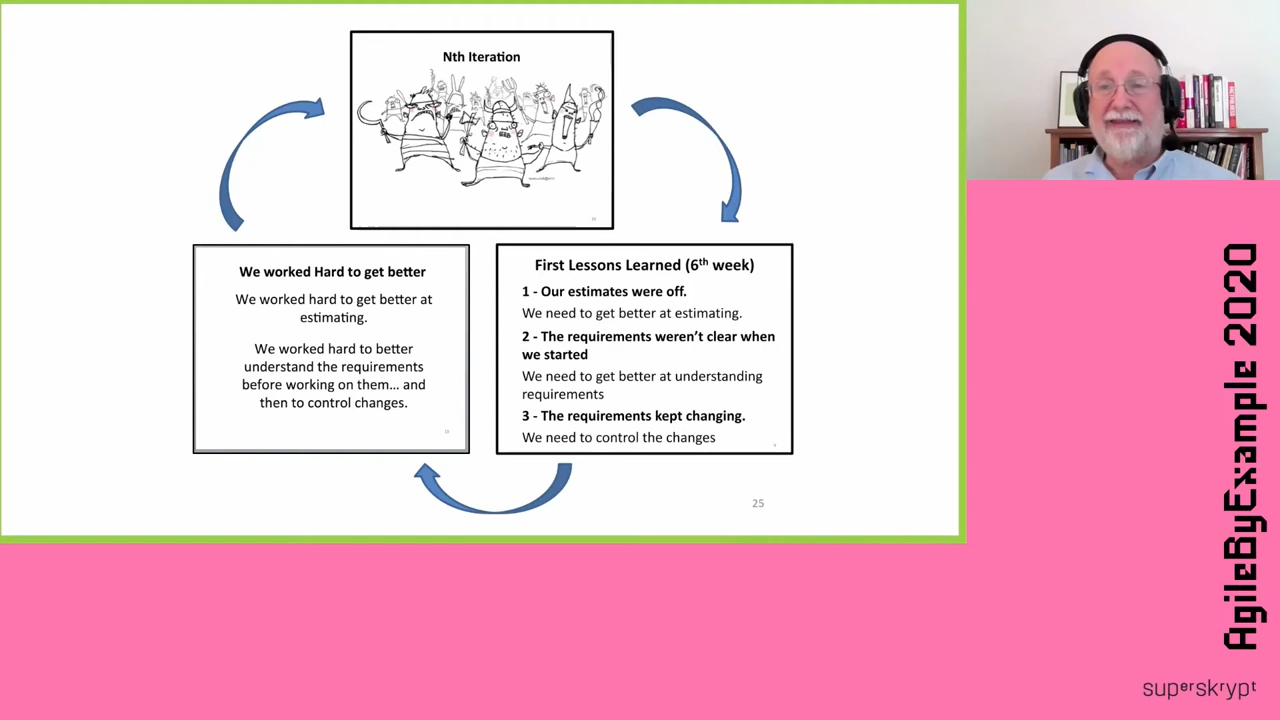 Nth Iteration
We worked Hard to get better
We worked hard to get better at
estimating.
We worked hard to better
understand the requirements
before working on them... and
then to control changes.
First Lessons Learned (6th week)
1 - Our estimates were off.
We need to get better at estimating.
2 - The requirements weren't clear when
we started
We need to get better at understanding
requirements
3 - The requirements kept changing.
We need to control the changes
25
AgileByExample 2020
superskrypt